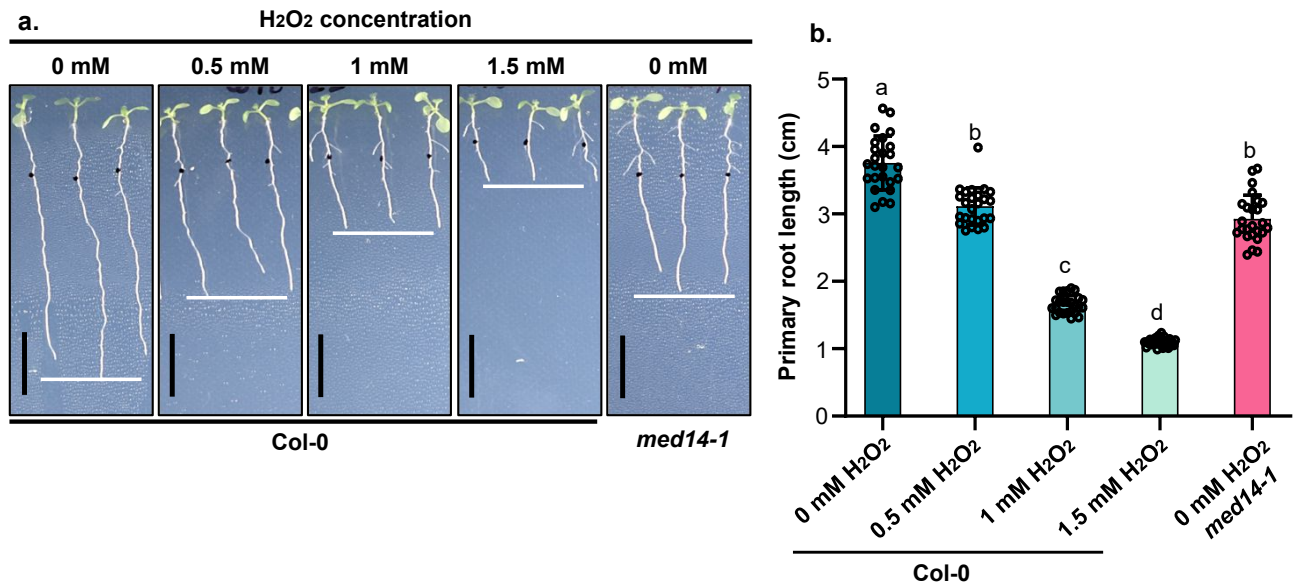 a.
H2O2 concentration
0 mM 0.5 mM 1 mM 1.5 mM 0 mM
Col-0 med14-1
b.
Primary root length (cm)
5
4
3
2
1
0
a
b
c
d
b
0 mM H2O2
0.5 mM H2O2
1 mM H2O2
1.5 mM H2O2
0 mM H2O2
med14-1
Col-0